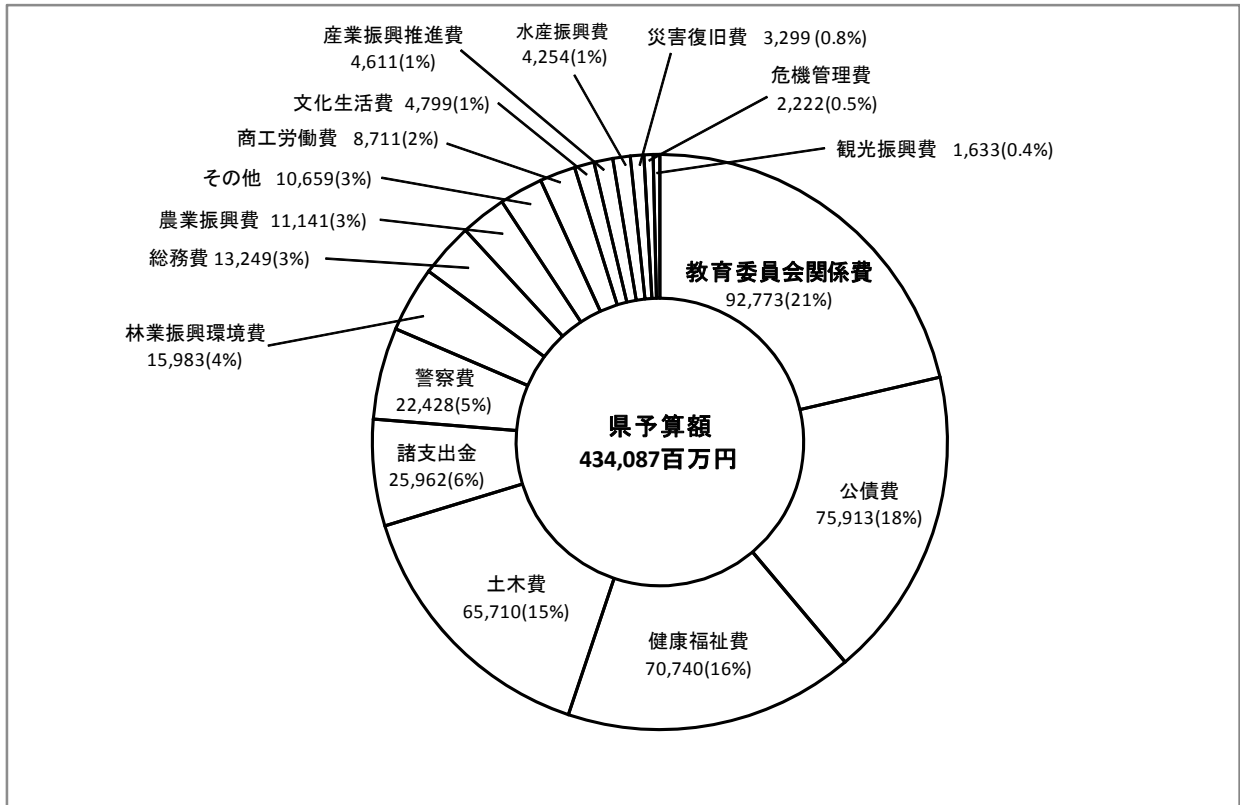 産業振興推進費
4,611(1%)
水産振興費
4,254(1%)
災害復旧費 3,299(0.8%)
危機管理費
2,222(0.5%)
観光振興費 1,633(0.4%)
文化生活費 4,799(1%)
商工労働費 8,711(2%)
その他 10,659(3%)
農業振興費 11,141(3%)
総務費 13,249(3%)
林業振興環境費
15,983(4%)
警察費
22,428(5%)
諸支出金
25,962(6%)
土木費
65,710(15%)
健康福祉費
70,740(16%)
公債費
75,913(18%)
教育委員会関係費
92,773(21%)
県予算額
434,087百万円